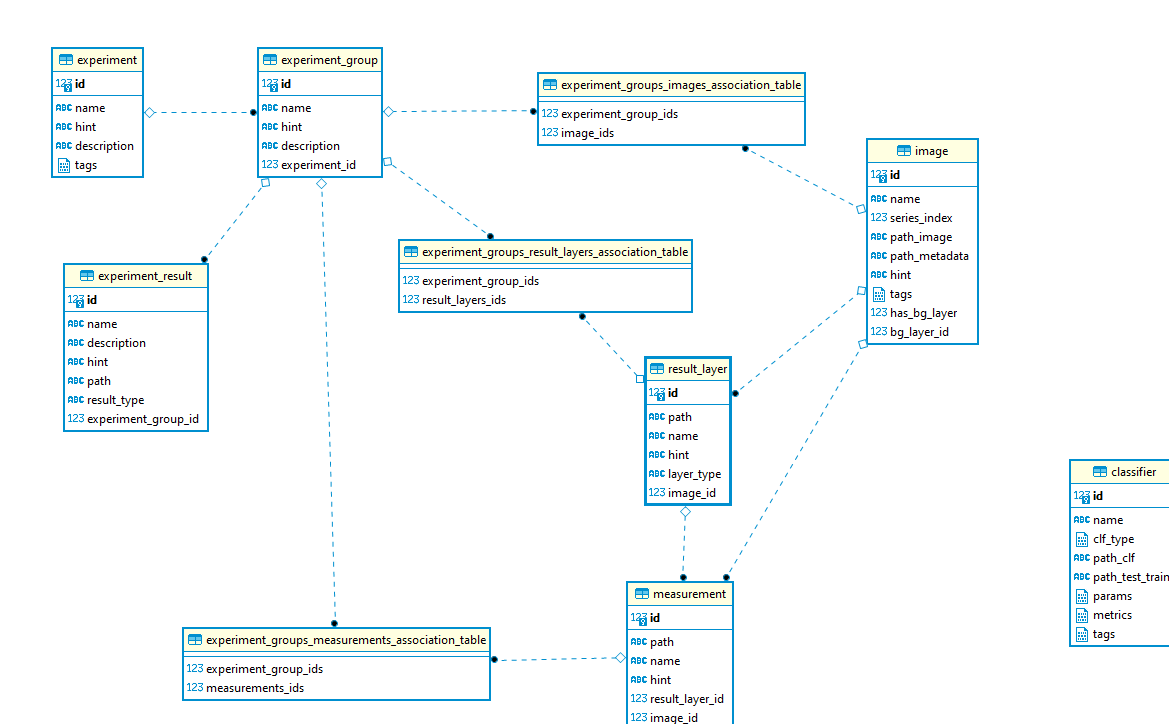 experiment
123 id
ABC name
ABC hint
ABC description
tags
experiment_group
123 id
ABC name
ABC hint
ABC description
123 experiment_id
experiment_groups_images_association_table
123 experiment_group_ids
123 image_ids
image
123 id
ABC name
123 series_index
ABC path_image
ABC path_metadata
ABC hint
tags
123 has_bg_layer
123 bg_layer_id
experiment_groups_result_layers_association_table
123 experiment_group_ids
123 result_layers_ids
experiment_result
123 id
ABC name
ABC description
ABC hint
ABC path
ABC result_type
123 experiment_group_id
result_layer
123 id
ABC path
ABC name
ABC hint
ABC layer_type
123 image_id
classifier
123 id
ABC name
clf_type
ABC path_clf
ABC path_test_train
params
metrics
tags
measurement
123 id
ABC path
ABC name
ABC hint
123 result_layer_id
123 image_id
experiment_groups_measurements_association_table
123 experiment_group_ids
123 measurements_ids